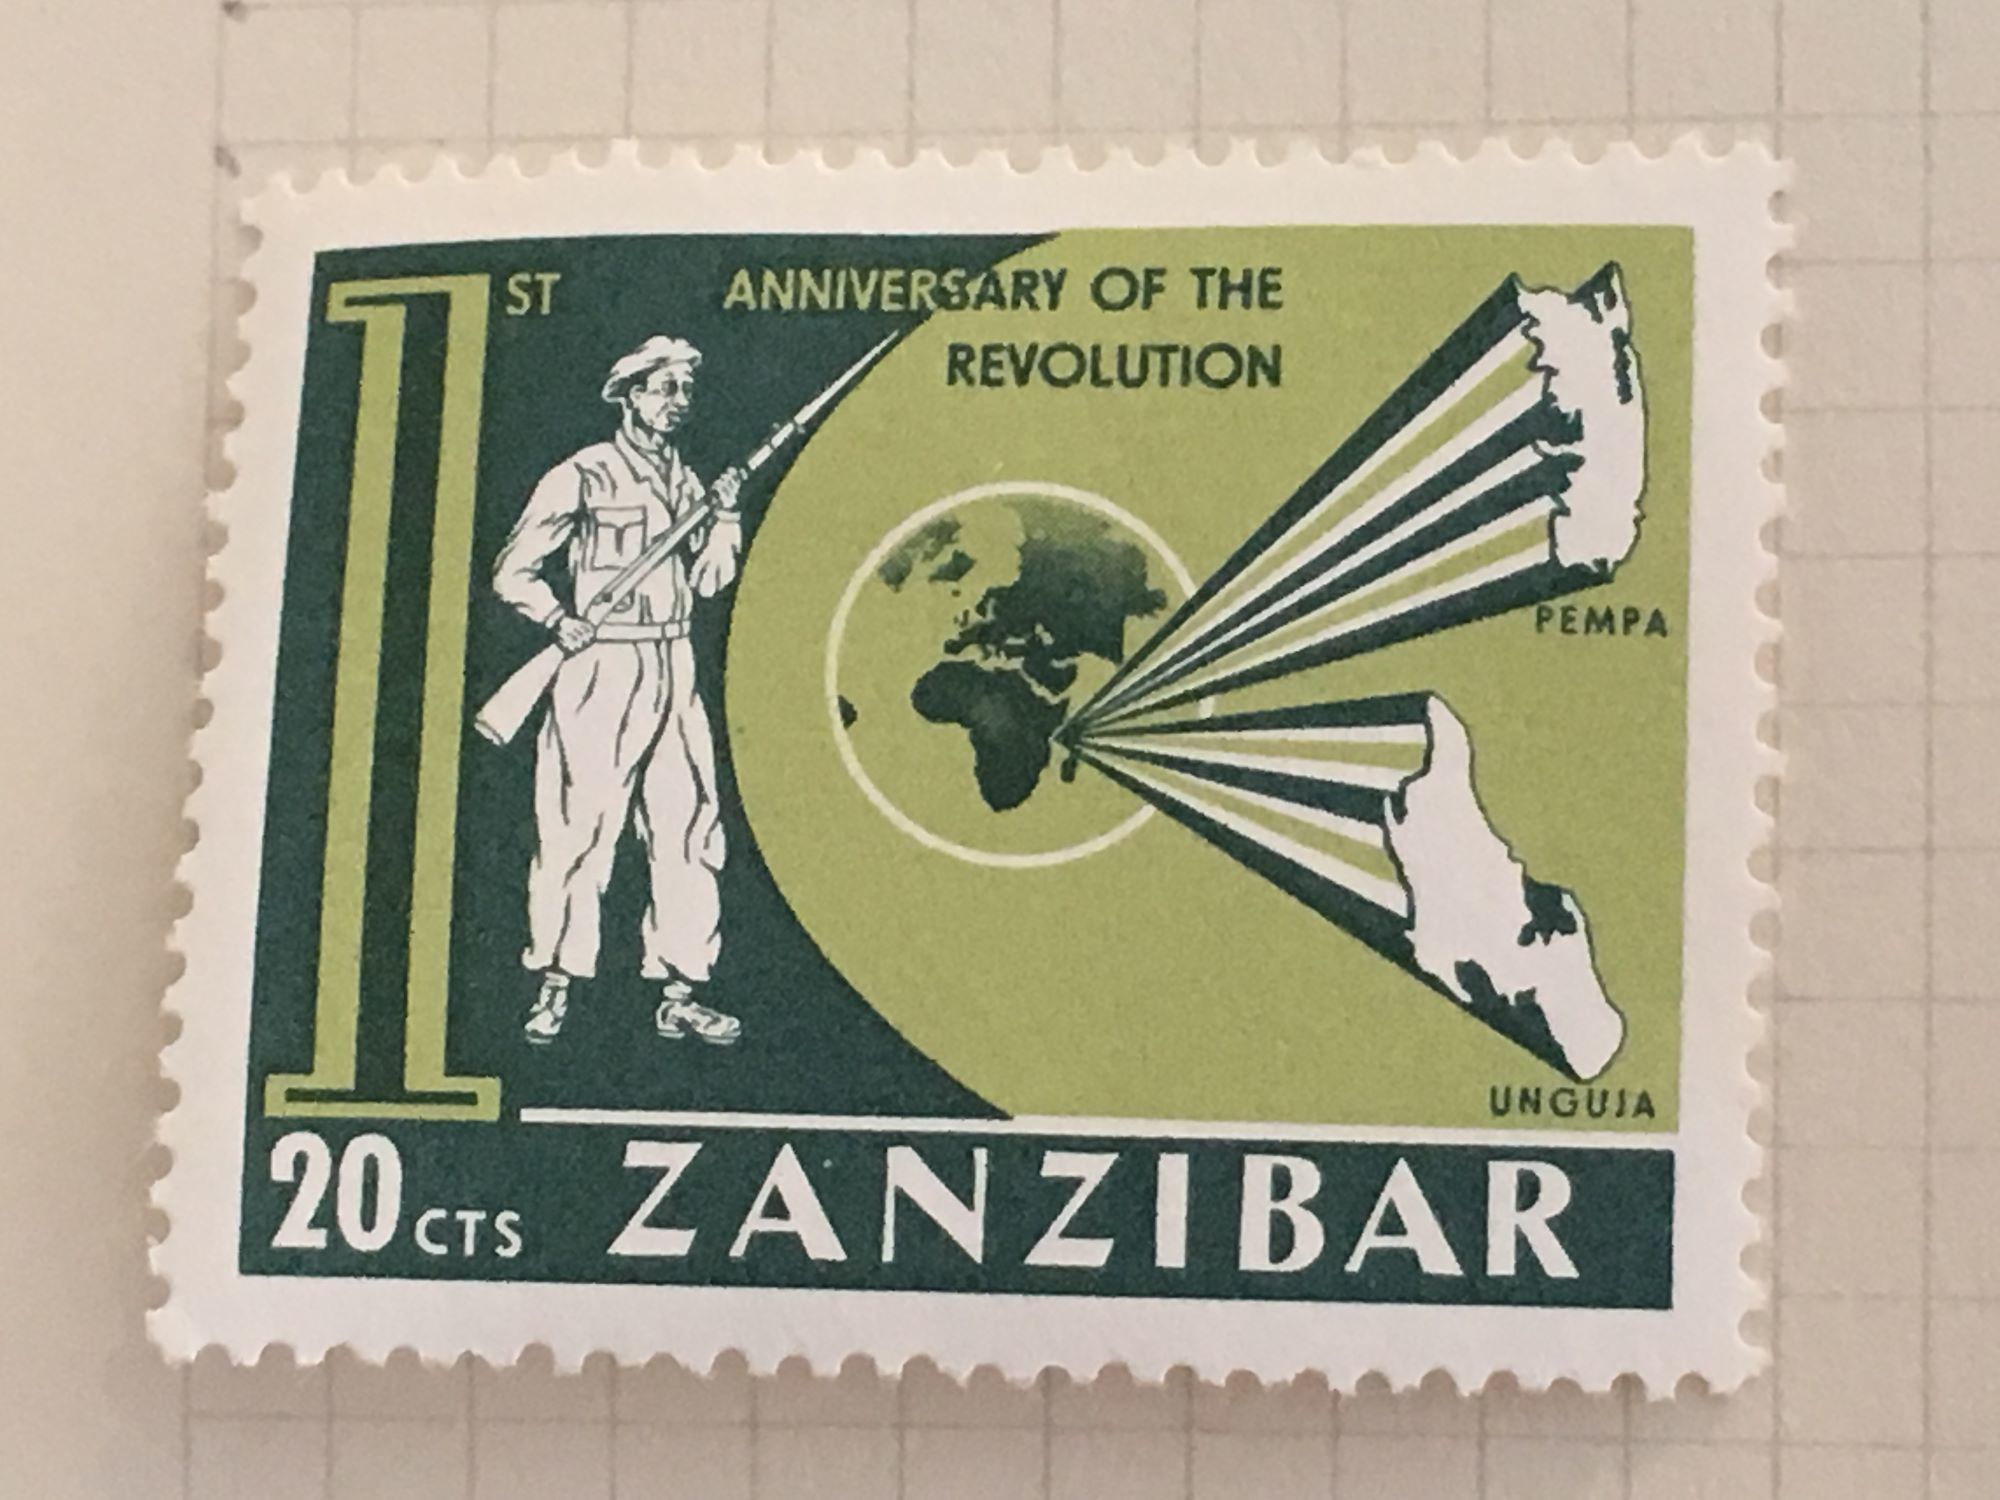 1ST ANNIVERSARY OF THE
REVOLUTION
PEMPA
UNGUJA
20 CTS ZANZIBAR